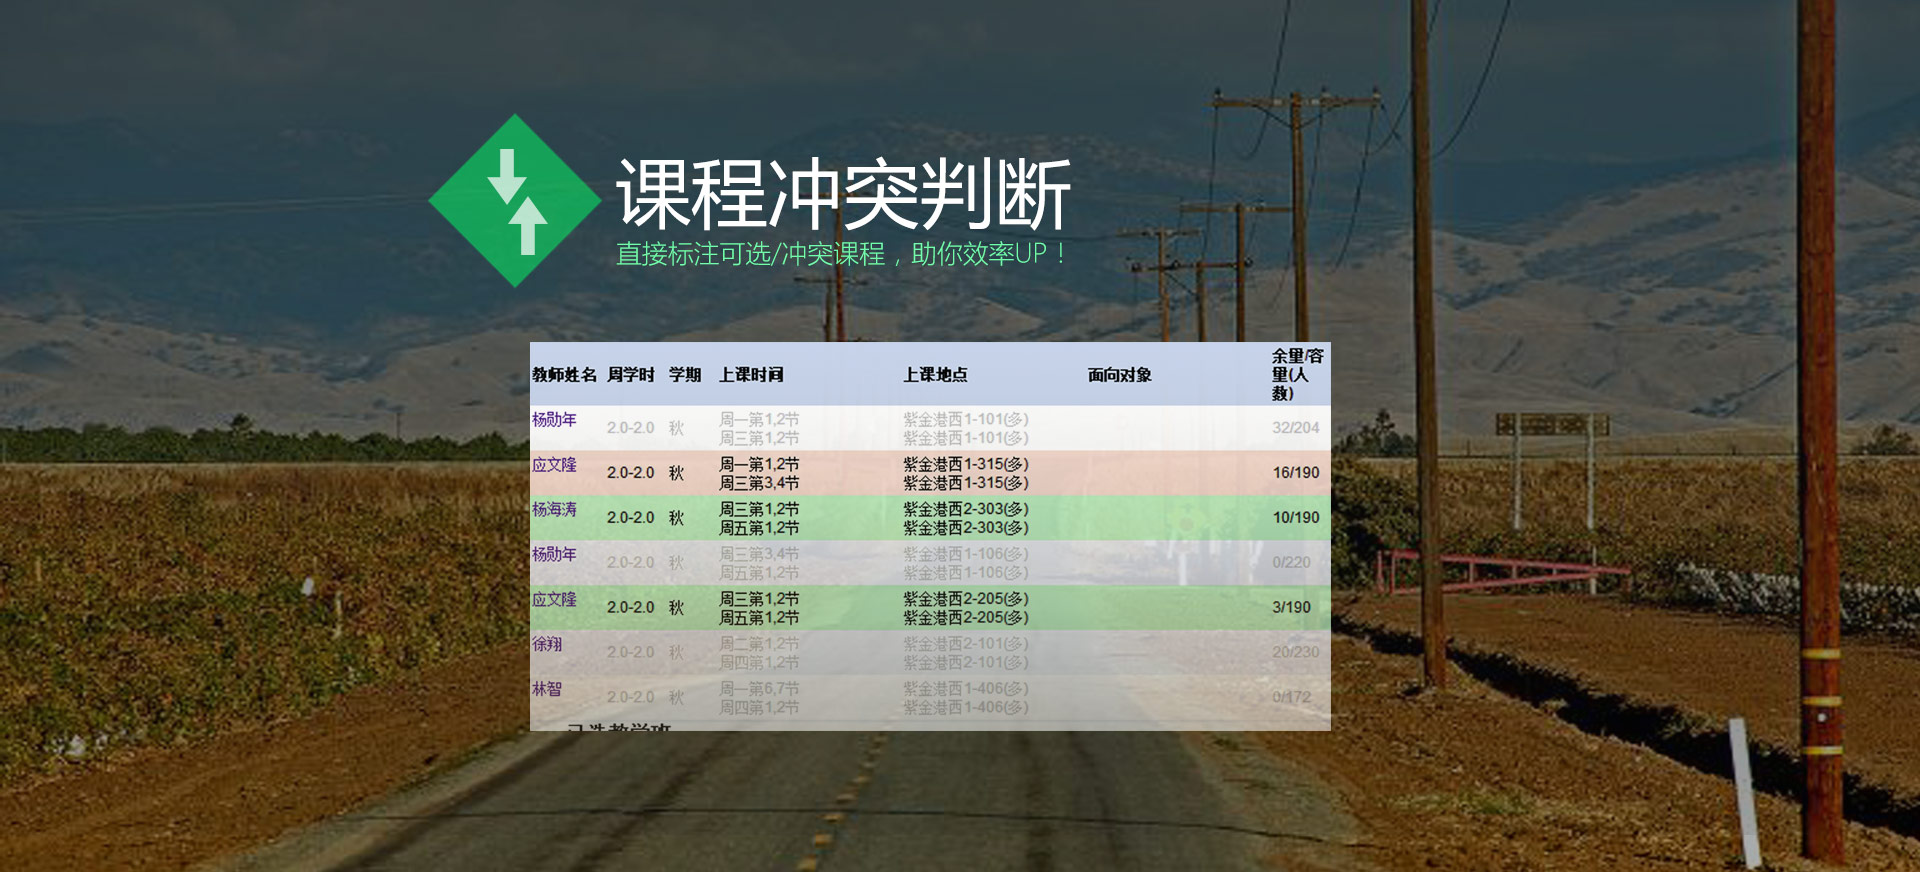 课程冲突判断
直接标注可选/冲突课程，助你效率UP！
教师姓名 周学时 学期 上课时间 上课地点 面向对象 余量/容量(人数)
杨勋年 2.0-2.0 秋 周一第1,2节 紫金港西1-101(多) 32/204
周三第1,2节 紫金港西1-101(多)
应文隆 2.0-2.0 秋 周一第1,2节 紫金港西1-315(多) 16/190
周三第3,4节 紫金港西1-315(多)
杨海涛 2.0-2.0 秋 周三第1,2节 紫金港西2-303(多) 10/190
周五第1,2节 紫金港西2-303(多)
杨勋年 2.0-2.0 秋 周三第3,4节 紫金港西1-106(多) 0/220
周五第1,2节 紫金港西1-106(多)
应文隆 2.0-2.0 秋 周三第1,2节 紫金港西2-205(多) 3/190
周五第1,2节 紫金港西2-205(多)
徐翔 2.0-2.0 秋 周二第1,2节 紫金港西2-101(多) 20/230
周四第1,2节 紫金港西2-101(多)
林智 2.0-2.0 秋 周一第6,7节 紫金港西1-406(多) 0/172
周四第1,2节 紫金港西1-406(多)